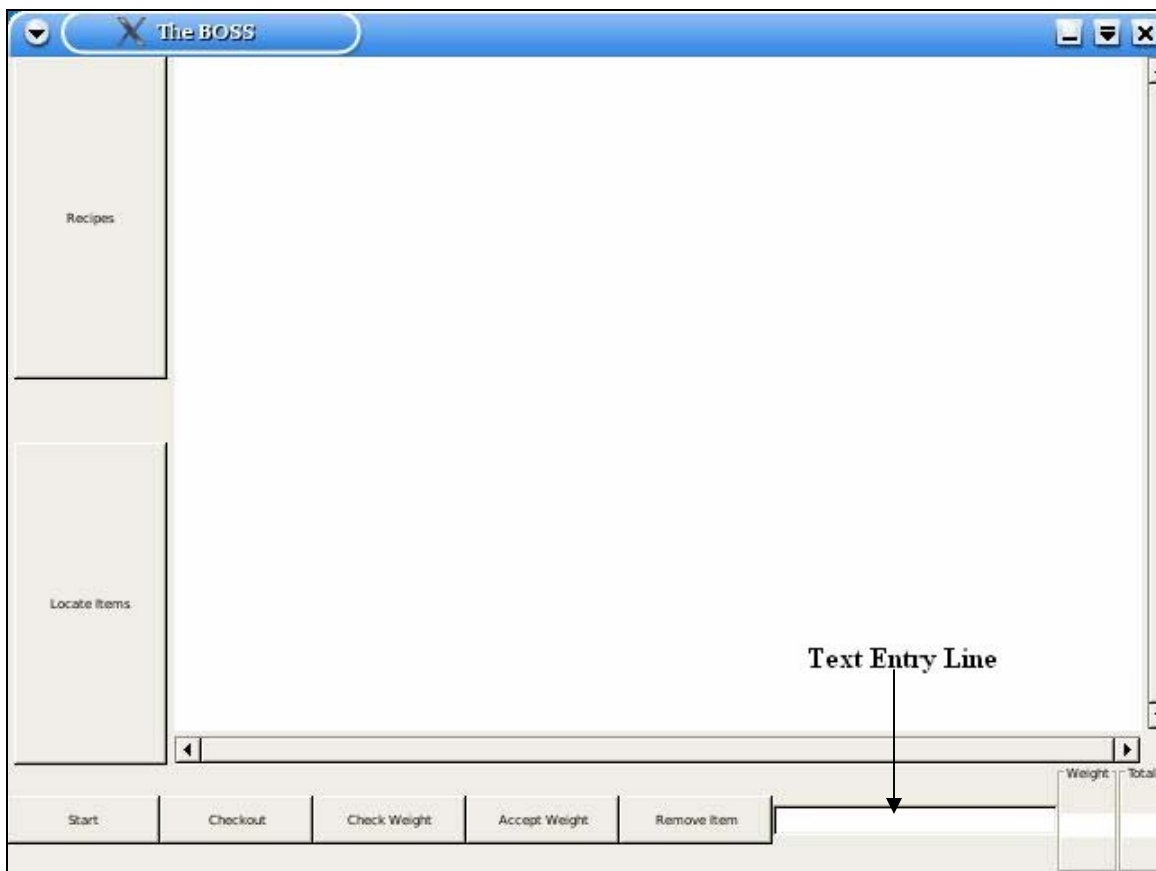 The BOSS
Recipes
Locate Items
Text Entry Line
Weight
Total
Start
Checkout
Check Weight
Accept Weight
Remove Item